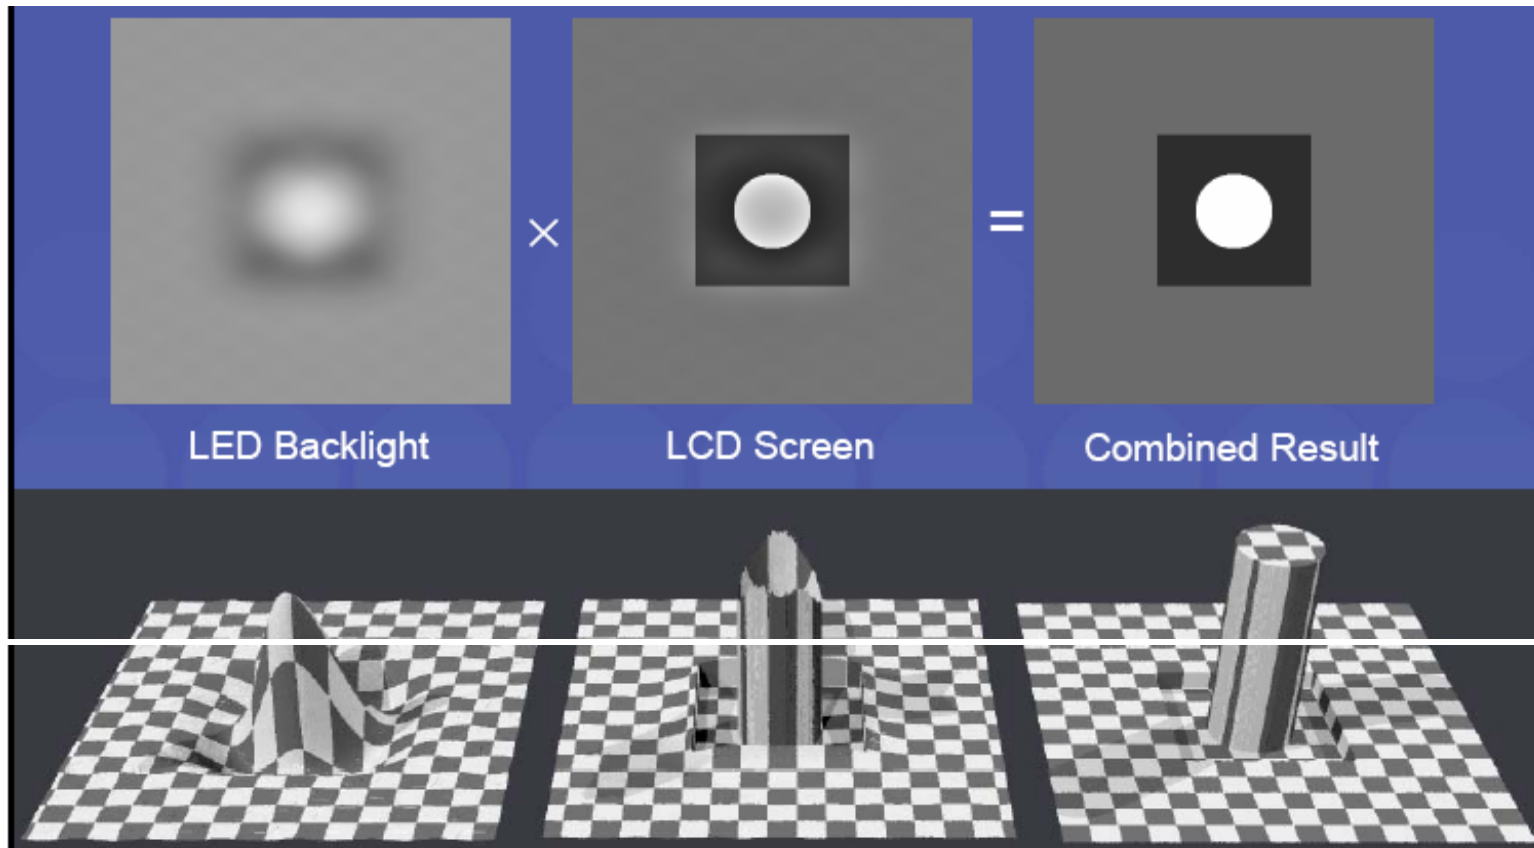 LED Backlight
×
LCD Screen
=
Combined Result